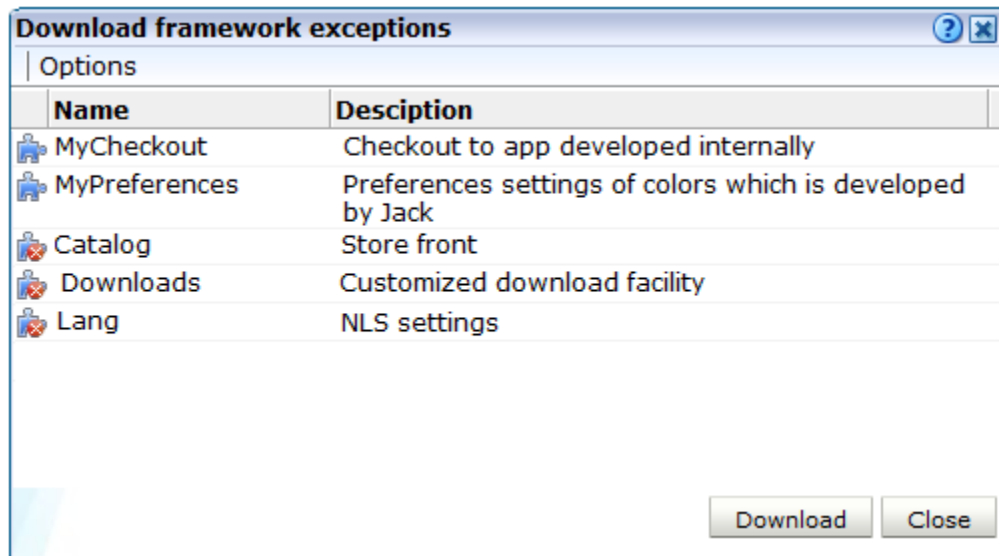 Download framework exceptions
Options
Name Desciption
MyCheckout Checkout to app developed internally
MyPreferences Preferences settings of colors which is developed
by Jack
Catalog Store front
Downloads Customized download facility
Lang NLS settings
Download Close